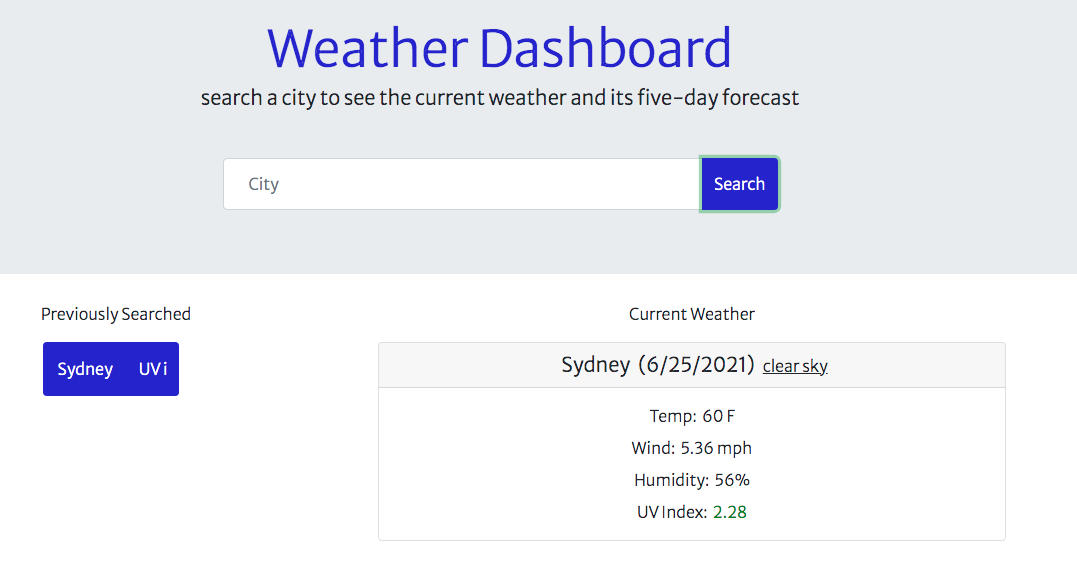 Weather Dashboard
search a city to see the current weather and its five-day forecast
City
Search
Previously Searched
Sydney UV i
Current Weather
Sydney (6/25/2021) clear sky
Temp: 60 F
Wind: 5.36 mph
Humidity: 56%
UV Index: 2.28